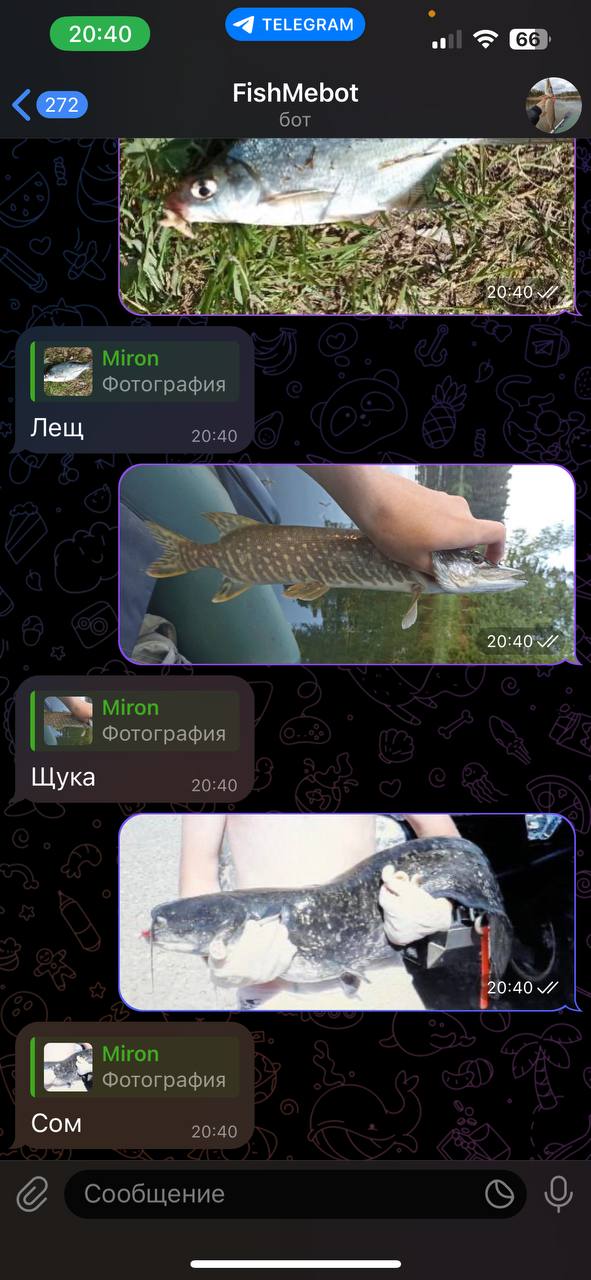 20:40
TELEGRAM
66
272
FishMebot
бот
20:40
Miron
Фотография
Лещ
20:40
20:40
Miron
Фотография
Щука
20:40
20:40
Miron
Фотография
Сом
20:40
Сообщение